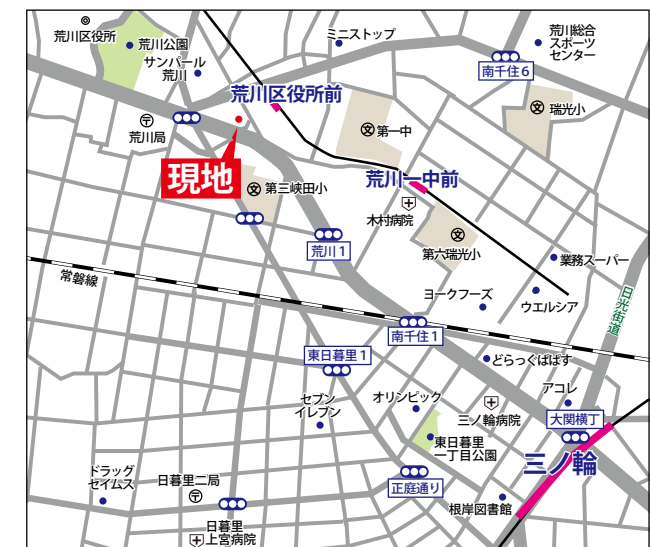 荒川区役所
荒川公園
サンパール
荒川
ミニストップ
荒川総合
スポーツ
センター
南千住6
荒川区役所前
瑞光小
荒川局
第一中
現地
第三峡田小
荒川一中前
木村病院
荒川1
第六瑞光小
業務スーパー
常磐線
ヨークフーズ
ウエルシア
日光街道
南千住1
東日暮里1
どらっぐぱぱす
セブン
イレブン
オリンピック
アコレ
三ノ輪病院
大関横丁
東日暮里
一丁目公園
三ノ輪
ドラッグ
セイムス
日暮里二局
正庭通り
根岸図書館
日暮里
上宮病院